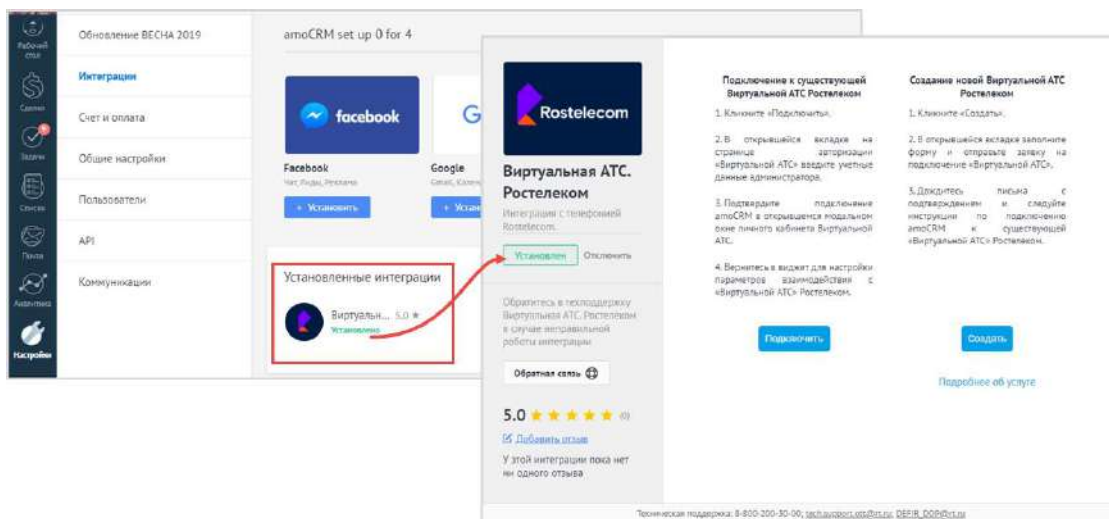 Рабочий
стол
Сделки
Задачи
Списки
Почта
Аналитика
Настройки
Обновление ВЕСНА 2019
Интеграции
Счет и оплата
Общие настройки
Пользователи
API
Коммуникации
amoCRM set up 0 for 4
facebook
G
Facebook
Чат, Лиды, Реклама
+ Установить
Google
+ Устан
Установленные интеграции
Виртуальн... 5.0 ★
Установлено
Rostelecom
Виртуальная АТС.
Ростелеком
Интеграция с телефонией
Rostelecom.
Установлен Отключить
Обратитесь в техподдержку
Виртуальная АТС. Ростелеком
в случае неправильной
работы интеграции
Обратная связь
5.0 ★ ★ ★ ★ ★ (0)
Добавить отзыв
У этой интеграции пока нет
ни одного отзыва
Подключение к существующей
Виртуальной АТС Ростелеком
1. Кликните «Подключить».
2. В открывшейся вкладке на
странице авторизации
«Виртуальной АТС» введите учетные
данные администратора.
3. Подтвердите подключение
amoCRM в открывшемся модальном
окне личного кабинета Виртуальной
АТС.
4. Вернитесь в виджет для настройки
параметров взаимодействия с
«Виртуальной АТС» Ростелеком.
Подключить
Создание новой Виртуальной АТС
Ростелеком
1. Кликните «Создать».
2. В открывшейся вкладке заполните
форму и отправьте заявку на
подключение «Виртуальной АТС».
3. Дождитесь письма с
подтверждением и следуйте
инструкции по подключению
amoCRM к существующей
«Виртуальной АТС» Ростелеком.
Создать
Подробнее об услуге
Техническая поддержка: 8-800-200-30-00; tech.support.ott@rt.ru; DEFIR_DOP@rt.ru